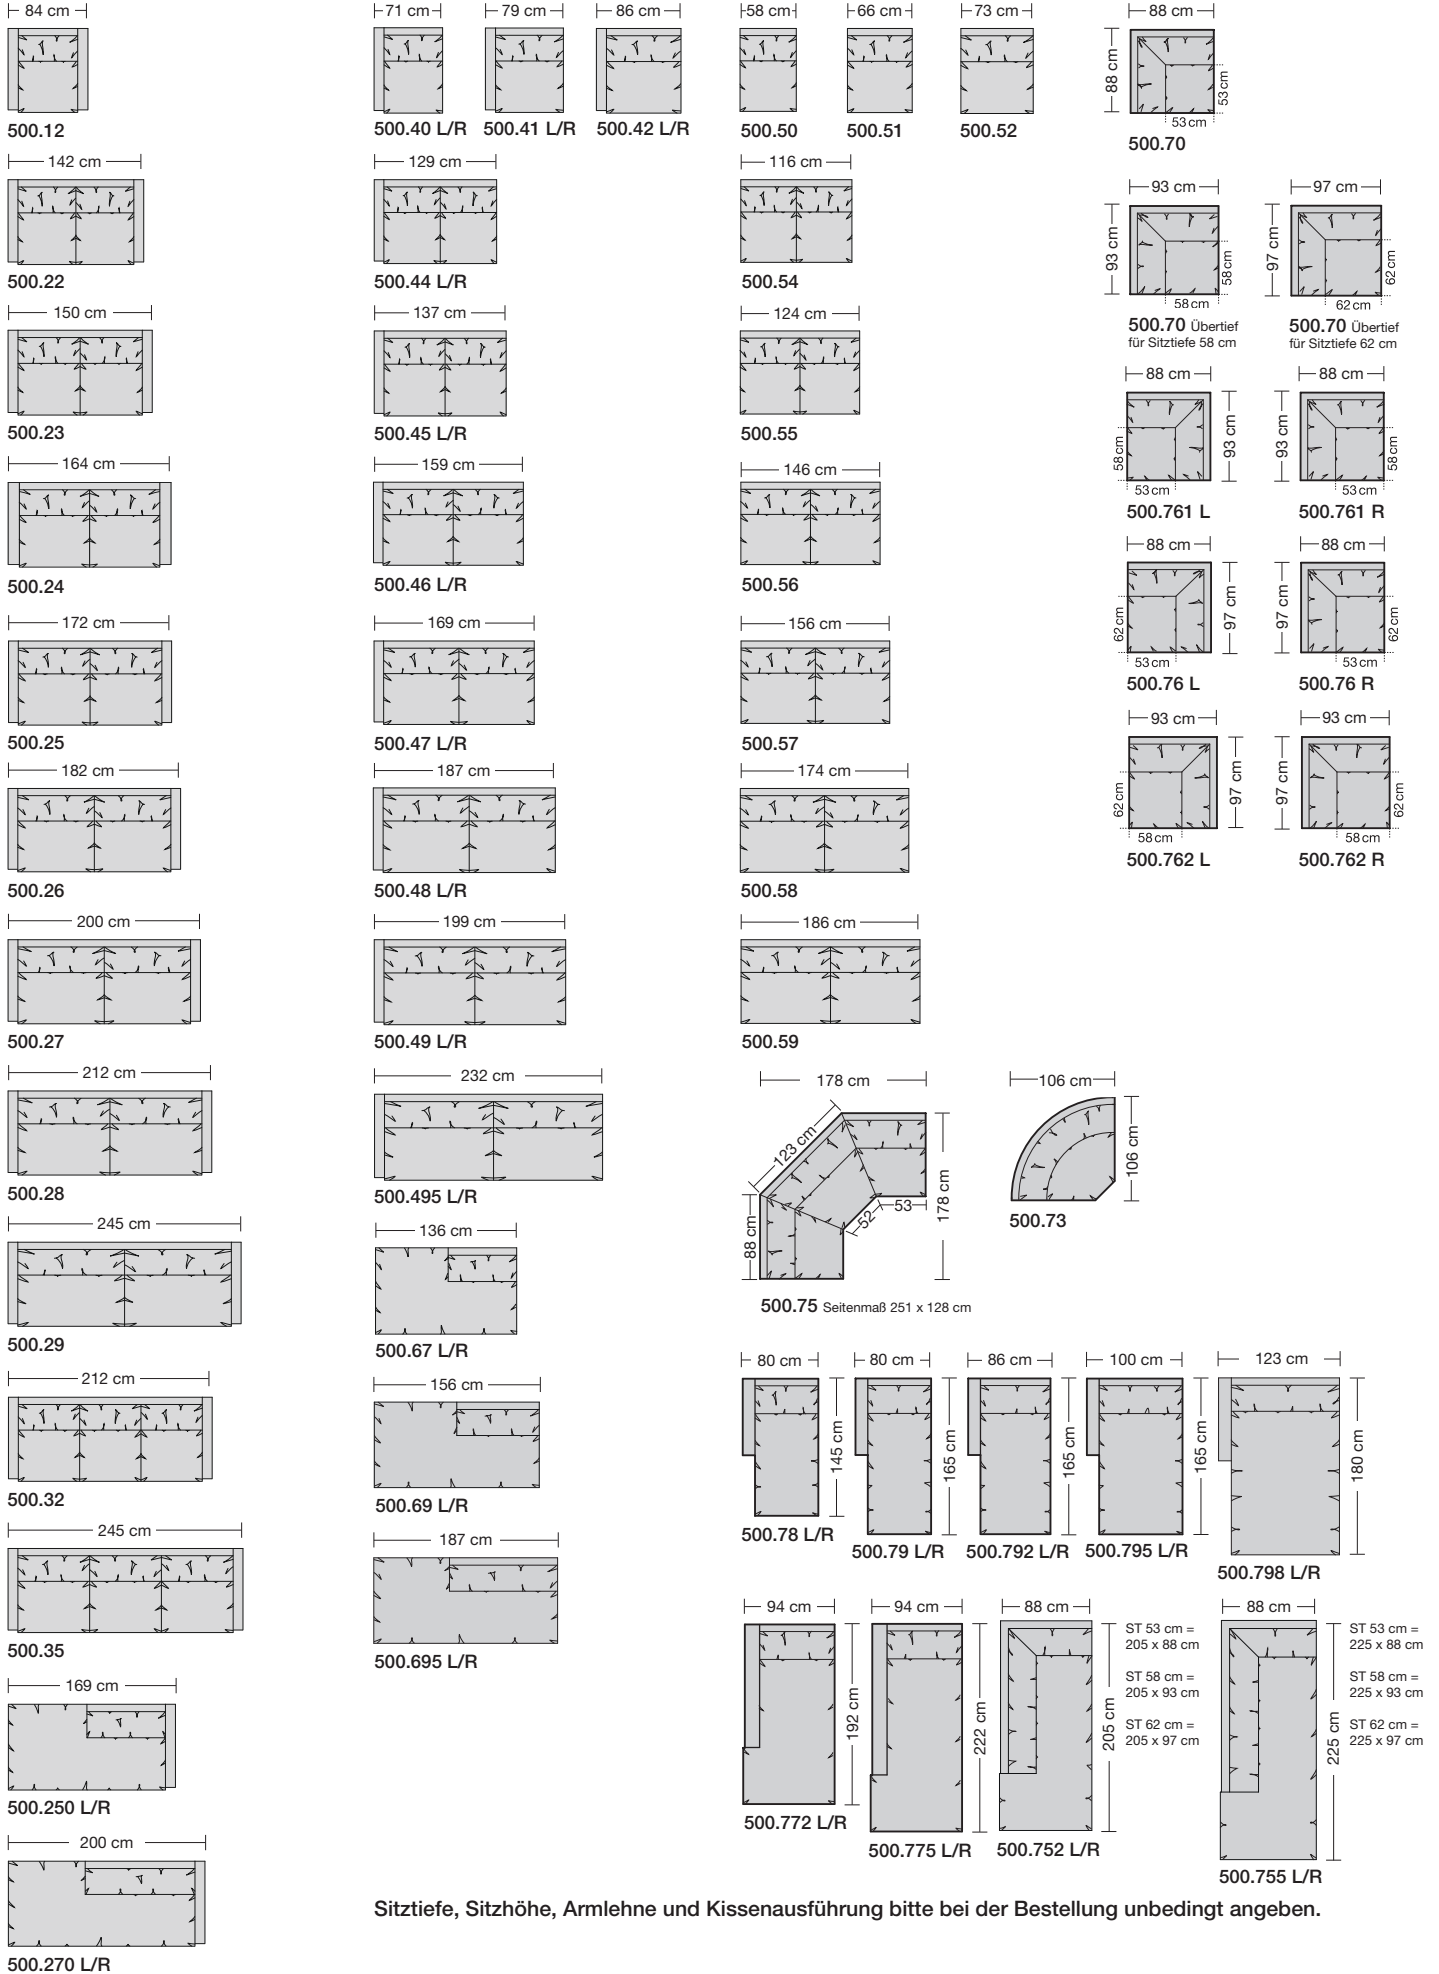 84 cm
500.12
142 cm
500.22
150 cm
500.23
164 cm
500.24
172 cm
500.25
182 cm
500.26
200 cm
500.27
212 cm
500.28
245 cm
500.29
212 cm
500.32
245 cm
500.35
169 cm
500.250 L/R
200 cm
500.270 L/R
71 cm 79 cm 86 cm
500.40 L/R 500.41 L/R 500.42 L/R
129 cm
500.44 L/R
137 cm
500.45 L/R
159 cm
500.46 L/R
169 cm
500.47 L/R
187 cm
500.48 L/R
199 cm
500.49 L/R
232 cm
500.495 L/R
136 cm
500.67 L/R
156 cm
500.69 L/R
187 cm
500.695 L/R
58 cm 66 cm 73 cm
500.50 500.51 500.52
116 cm
500.54
124 cm
500.55
146 cm
500.56
156 cm
500.57
174 cm
500.58
186 cm
500.59
88 cm
88 cm
53 cm
53 cm
500.70
93 cm
93 cm
58 cm
58 cm
500.70 Übertief
für Sitztiefe 58 cm
97 cm
97 cm
62 cm
62 cm
500.70 Übertief
für Sitztiefe 62 cm
88 cm
58 cm
93 cm
53 cm
500.761 L
88 cm
93 cm
58 cm
53 cm
500.761 R
88 cm
62 cm
97 cm
53 cm
500.76 L
88 cm
97 cm
62 cm
53 cm
500.76 R
93 cm
62 cm
97 cm
58 cm
500.762 L
93 cm
97 cm
62 cm
58 cm
500.762 R
178 cm
123 cm
88 cm
52
53
178 cm
500.75 Seitenmaß 251 x 128 cm
106 cm
106 cm
500.73
80 cm
145 cm
500.78 L/R
80 cm
165 cm
500.79 L/R
86 cm
165 cm
500.792 L/R
100 cm
165 cm
500.795 L/R
123 cm
180 cm
500.798 L/R
94 cm
192 cm
500.772 L/R
94 cm
222 cm
500.775 L/R
88 cm
205 cm
500.752 L/R
ST 53 cm =
205 x 88 cm
ST 58 cm =
205 x 93 cm
ST 62 cm =
205 x 97 cm
88 cm
225 cm
500.755 L/R
ST 53 cm =
225 x 88 cm
ST 58 cm =
225 x 93 cm
ST 62 cm =
225 x 97 cm
Sitztiefe, Sitzhöhe, Armlehne und Kissenausführung bitte bei der Bestellung unbedingt angeben.